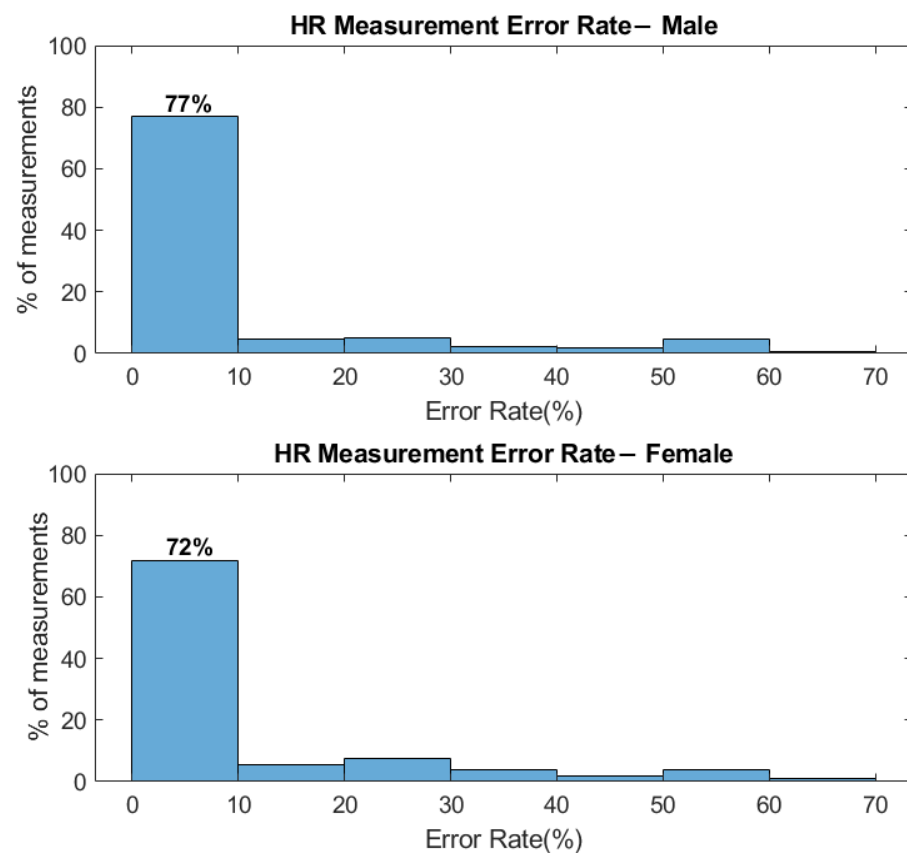 HR Measurement Error Rate– Male
100
80
60
40
20
0
% of measurements
77%
0 10 20 30 40 50 60 70
Error Rate(%)
HR Measurement Error Rate– Female
100
80
60
40
20
0
% of measurements
72%
0 10 20 30 40 50 60 70
Error Rate(%)